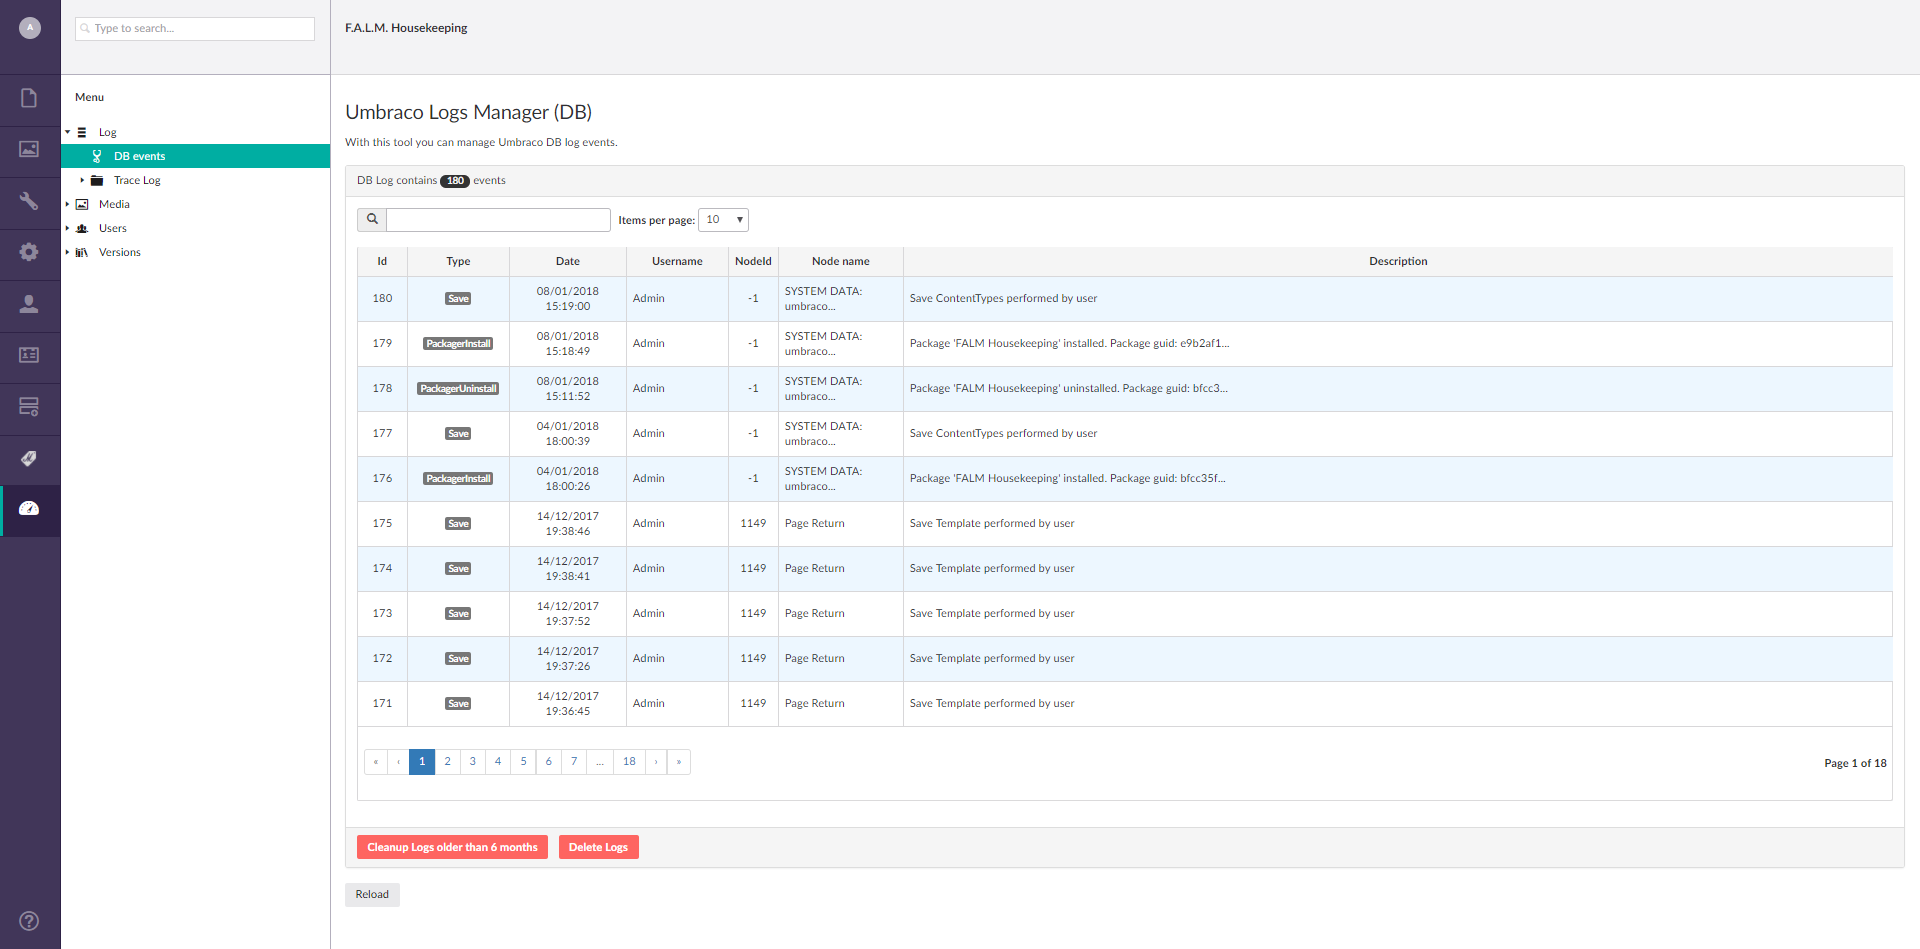 A
Type to search...
F.A.L.M. Housekeeping
Menu
Log
DB events
Trace Log
Media
Users
Versions
Umbraco Logs Manager (DB)
With this tool you can manage Umbraco DB log events.
DB Log contains 180 events
Items per page: 10
Id Type Date Username NodeId Node name Description
180 Save 08/01/2018 15:19:00 Admin -1 SYSTEM DATA: umbraco... Save ContentTypes performed by user
179 PackagerInstall 08/01/2018 15:18:49 Admin -1 SYSTEM DATA: umbraco... Package 'FALM Housekeeping' installed. Package guid: e9b2af1...
178 PackagerUninstall 08/01/2018 15:11:52 Admin -1 SYSTEM DATA: umbraco... Package 'FALM Housekeeping' uninstalled. Package guid: bfcc3...
177 Save 04/01/2018 18:00:39 Admin -1 SYSTEM DATA: umbraco... Save ContentTypes performed by user
176 PackagerInstall 04/01/2018 18:00:26 Admin -1 SYSTEM DATA: umbraco... Package 'FALM Housekeeping' installed. Package guid: bfcc35f...
175 Save 14/12/2017 19:38:46 Admin 1149 Page Return Save Template performed by user
174 Save 14/12/2017 19:38:41 Admin 1149 Page Return Save Template performed by user
173 Save 14/12/2017 19:37:52 Admin 1149 Page Return Save Template performed by user
172 Save 14/12/2017 19:37:26 Admin 1149 Page Return Save Template performed by user
171 Save 14/12/2017 19:36:45 Admin 1149 Page Return Save Template performed by user
« ‹ 1 2 3 4 5 6 7 ... 18 › »
Page 1 of 18
Cleanup Logs older than 6 months Delete Logs
Reload